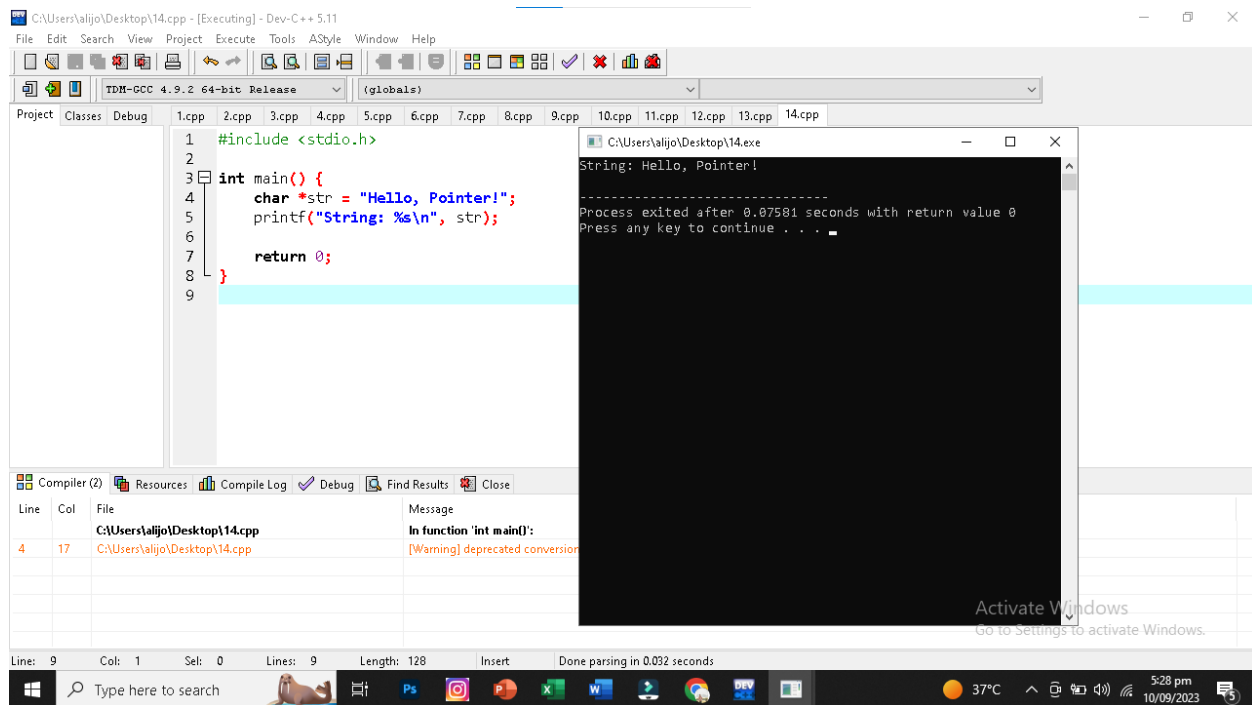 C:\Users\alijo\Desktop\14.cpp - [Executing] - Dev-C++ 5.11
File Edit Search View Project Execute Tools AStyle Window Help
TDM-GCC 4.9.2 64-bit Release (globals)
Project Classes Debug 1.cpp 2.cpp 3.cpp 4.cpp 5.cpp 6.cpp 7.cpp 8.cpp 9.cpp 10.cpp 11.cpp 12.cpp 13.cpp 14.cpp
1 #include <stdio.h>
2
3 int main() {
4 char *str = "Hello, Pointer!";
5 printf("String: %s\n", str);
6
7 return 0;
8 }
9
C:\Users\alijo\Desktop\14.exe
String: Hello, Pointer!
--------------------------------
Process exited after 0.07581 seconds with return value 0
Press any key to continue . . .
Compiler (2) Resources Compile Log Debug Find Results Close
Line Col File Message
C:\Users\alijo\Desktop\14.cpp In function 'int main()':
4 17 C:\Users\alijo\Desktop\14.cpp [Warning] deprecated conversion
Activate Windows
Go to Settings to activate Windows.
Line: 9 Col: 1 Sel: 0 Lines: 9 Length: 128 Insert Done parsing in 0.032 seconds
Type here to search Ps DEV 37°C 5:28 pm
10/09/2023 5